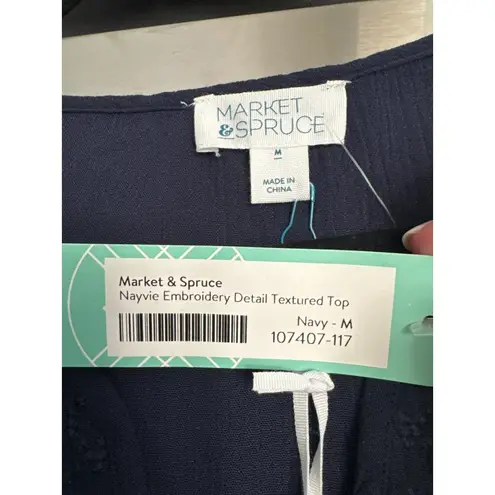 MARKET
&SPRUCE
M
MADE IN
CHINA
Market & Spruce
Nayvie Embroidery Detail Textured Top
Navy - M
107407-117